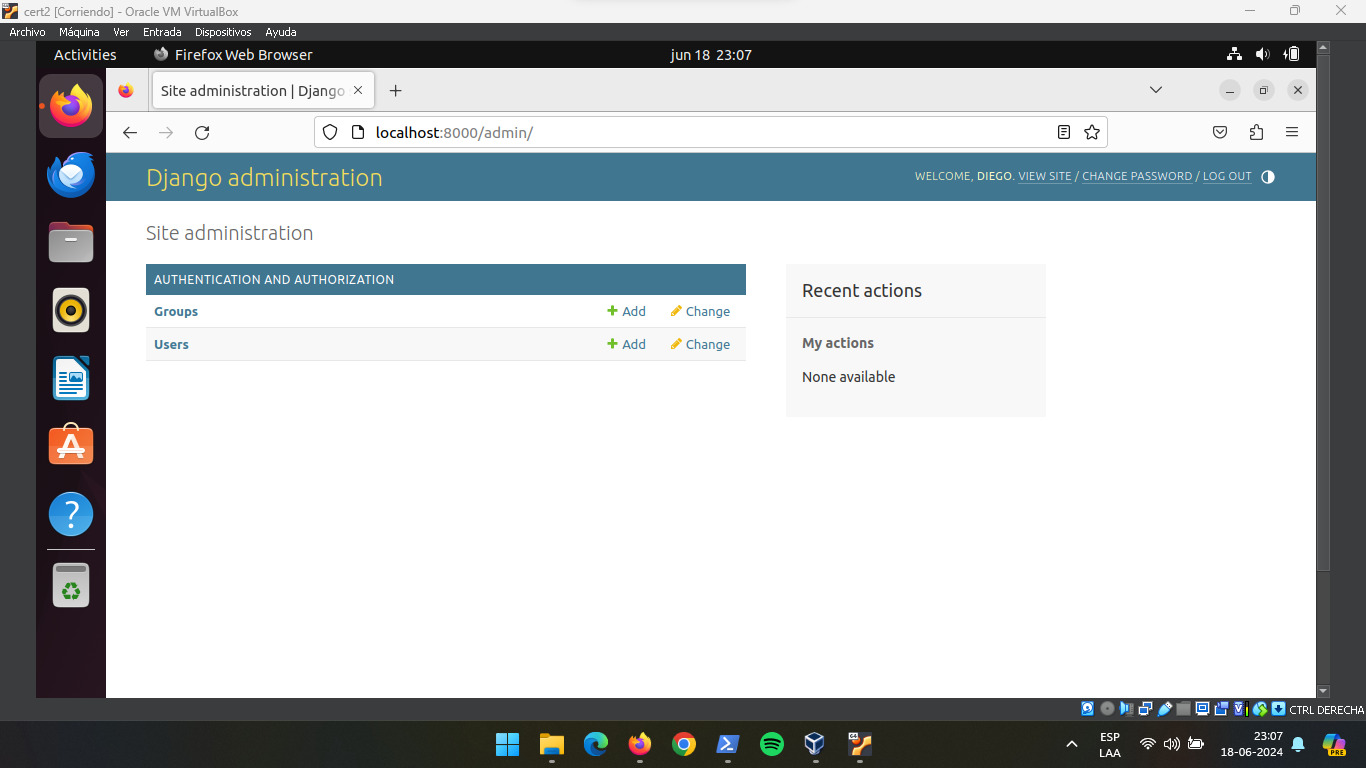 cert2 [Corriendo] - Oracle VM VirtualBox
Archivo Máquina Ver Entrada Dispositivos Ayuda
Activities Firefox Web Browser jun 18 23:07
Site administration | Django
localhost:8000/admin/
Django administration
WELCOME, DIEGO. VIEW SITE / CHANGE PASSWORD / LOG OUT
Site administration
AUTHENTICATION AND AUTHORIZATION
Groups Add Change
Users Add Change
Recent actions
My actions
None available
CTRL DERECHA
ESP
LAA
23:07
18-06-2024
PRE